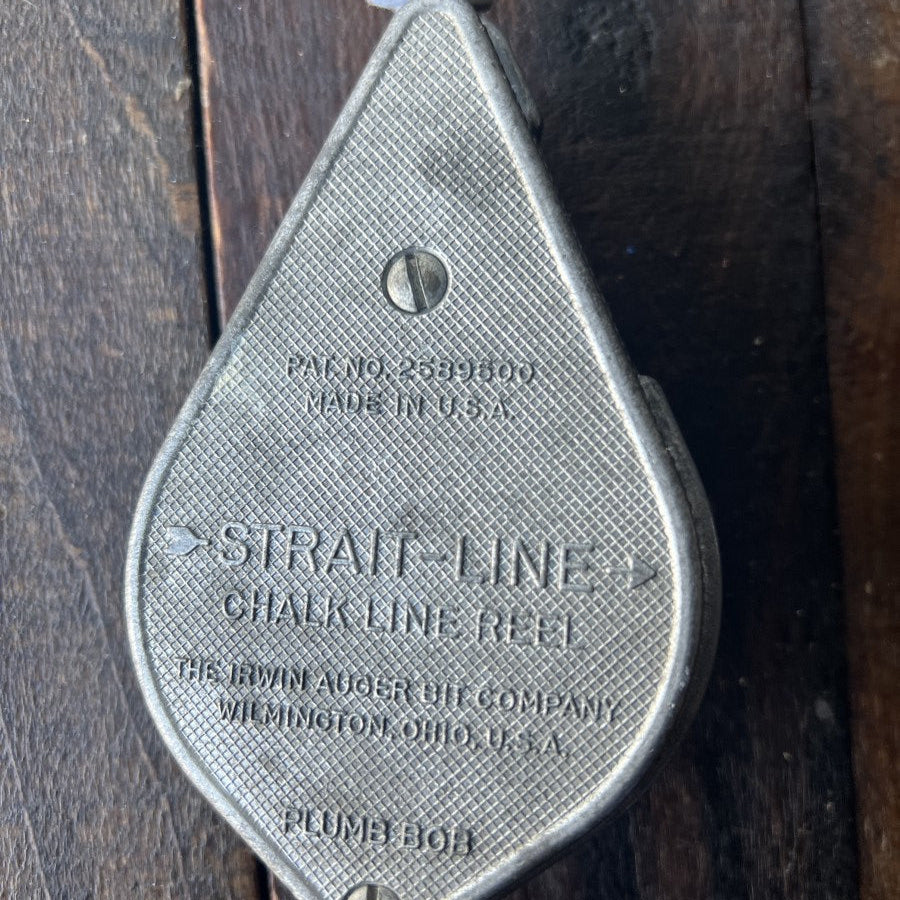 PAT. NO. 2589500
MADE IN U.S.A.
STRAIT-LINE
CHALK LINE REEL
THE IRWIN AUGER BIT COMPANY
WILMINGTON, OHIO, U.S.A.
PLUMB-BOB